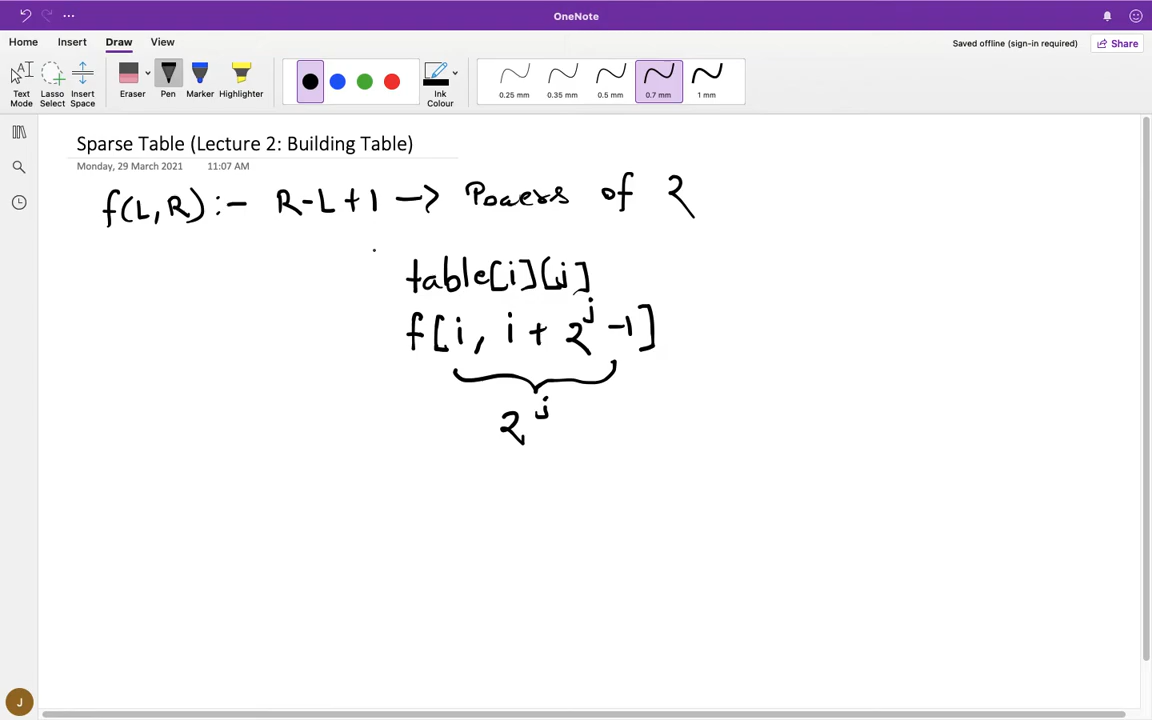 OneNote
Home Insert Draw View
Saved offline (sign-in required) Share
Text Mode
Lasso Select
Insert Space
Eraser
Pen
Marker
Highlighter
Ink Colour
0.25 mm 0.35 mm 0.5 mm 0.7 mm 1 mm
Sparse Table (Lecture 2: Building Table)
Monday, 29 March 2021 11:07 AM
f(L,R) :- R-L+1 → Powers of 2
table[i][j]
f[i, i + 2^j -1]
2^j
J